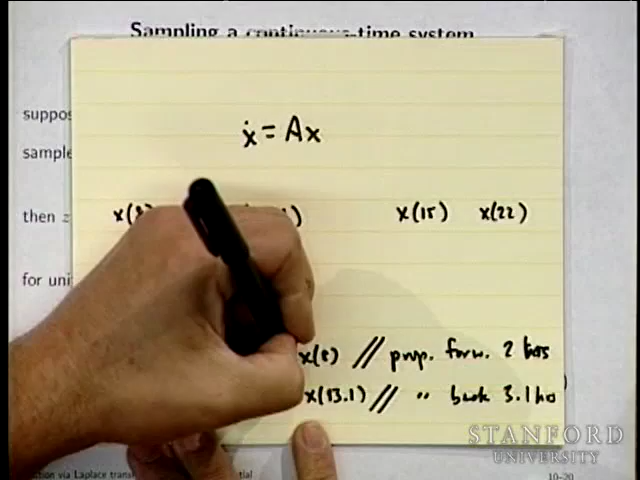 Sampling a continuous-time system
suppos
sample
ẋ = Ax
then z
x(15) x(22)
for uni
x(8) // prop. forw. 2 hrs
x(13.1) // " back 3.1 hrs
STANFORD
UNIVERSITY
10-20